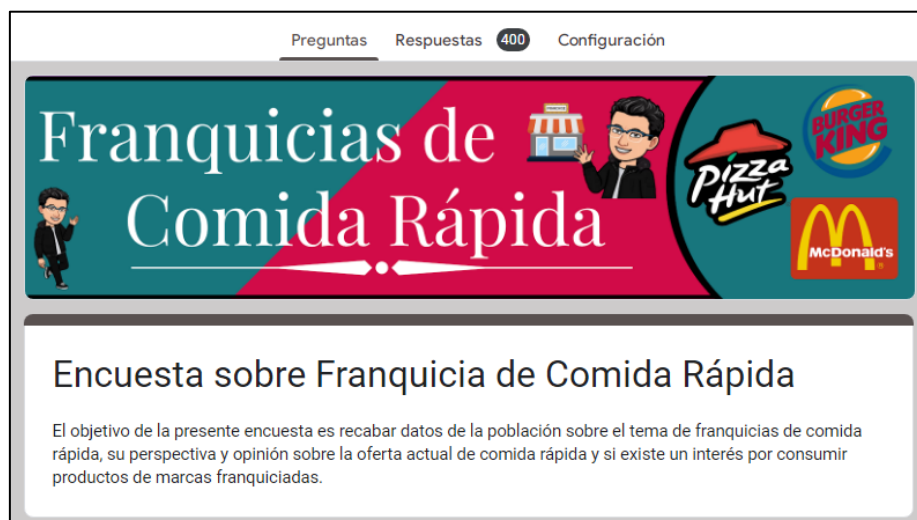 Preguntas Respuestas 400 Configuración
Franquicias de
Comida Rápida
Pizza
Hut
BURGER
KING
McDonald's
Encuesta sobre Franquicia de Comida Rápida
El objetivo de la presente encuesta es recabar datos de la población sobre el tema de franquicias de comida
rápida, su perspectiva y opinión sobre la oferta actual de comida rápida y si existe un interés por consumir
productos de marcas franquiciadas.